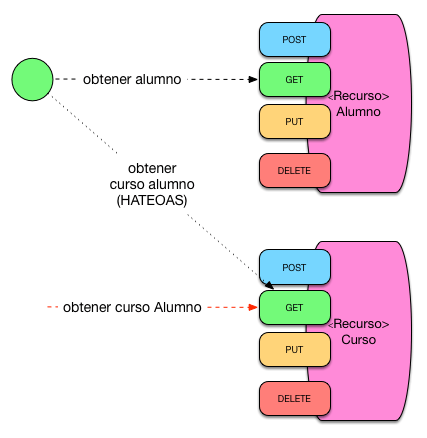 POST
obtener alumno
GET
<Recurso>
Alumno
PUT
DELETE
obtener
curso alumno
(HATEOAS)
POST
obtener curso Alumno
GET
<Recurso>
Curso
PUT
DELETE